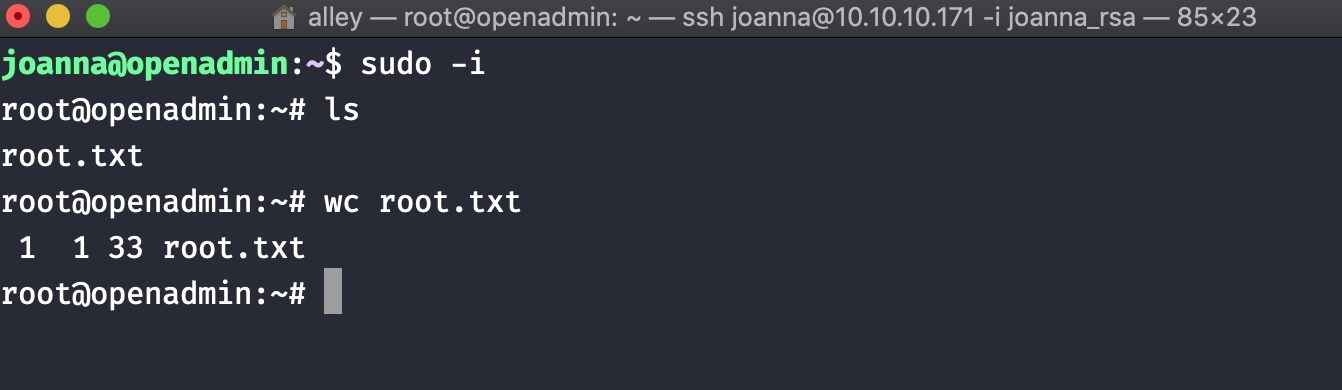 alley — root@openadmin: ~ — ssh joanna@10.10.10.171 -i joanna_rsa — 85×23
joanna@openadmin:~$ sudo -i
root@openadmin:~# ls
root.txt
root@openadmin:~# wc root.txt
 1  1 33 root.txt
root@openadmin:~#